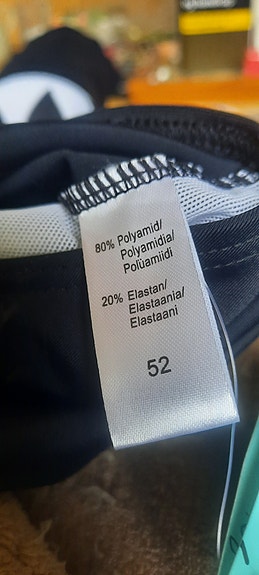 80% Polyamid/
Polyamidia/
Polüamiidi
20% Elastan/
Elastaania/
Elastaani
52